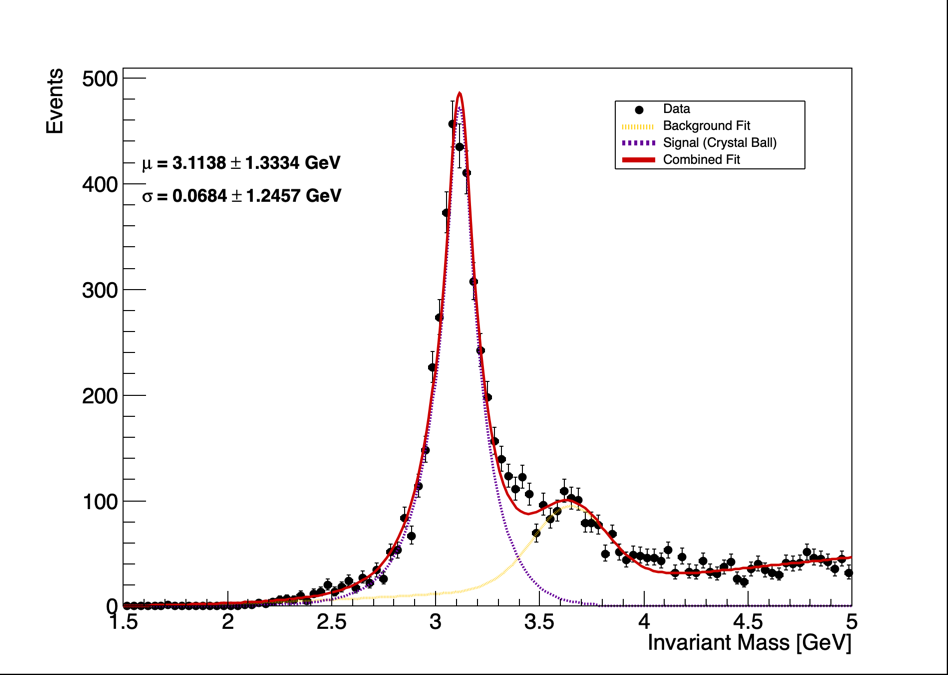 Events
500
400
300
200
100
0
μ = 3.1138 ± 1.3334 GeV
σ = 0.0684 ± 1.2457 GeV
Data
Background Fit
Signal (Crystal Ball)
Combined Fit
1.5 2 2.5 3 3.5 4 4.5 5
Invariant Mass [GeV]